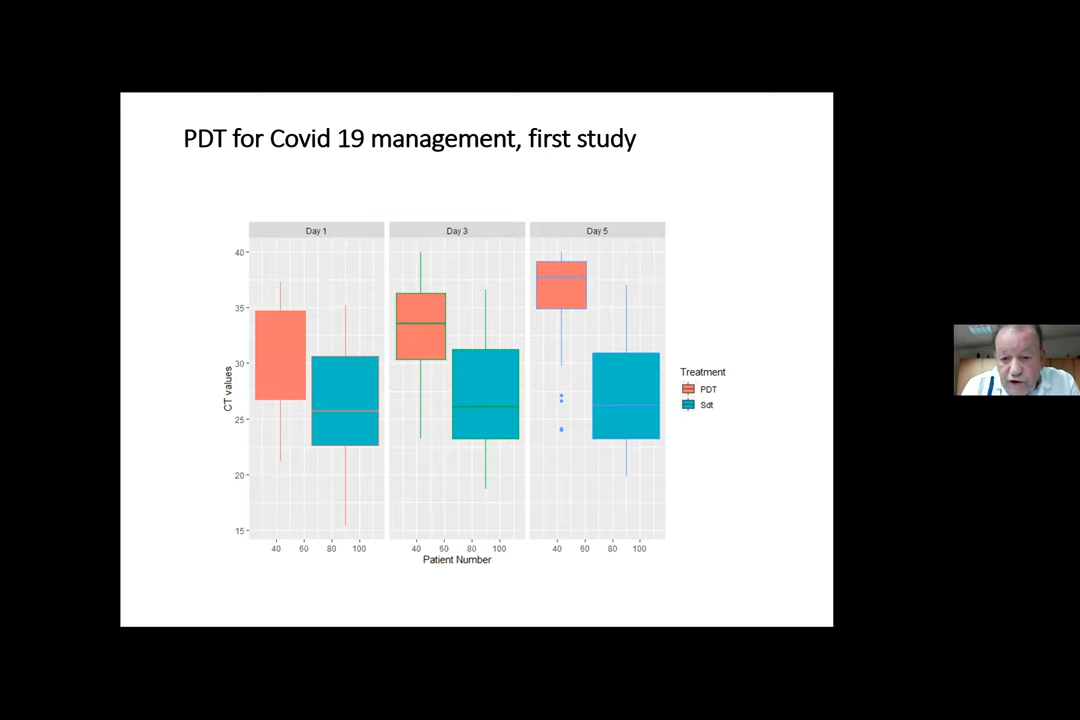 PDT for Covid 19 management, first study
Day 1 Day 3 Day 5
40
35
30
25
20
15
CT values
40 60 80 100 40 60 80 100 40 60 80 100
Patient Number
Treatment
PDT
Sdt